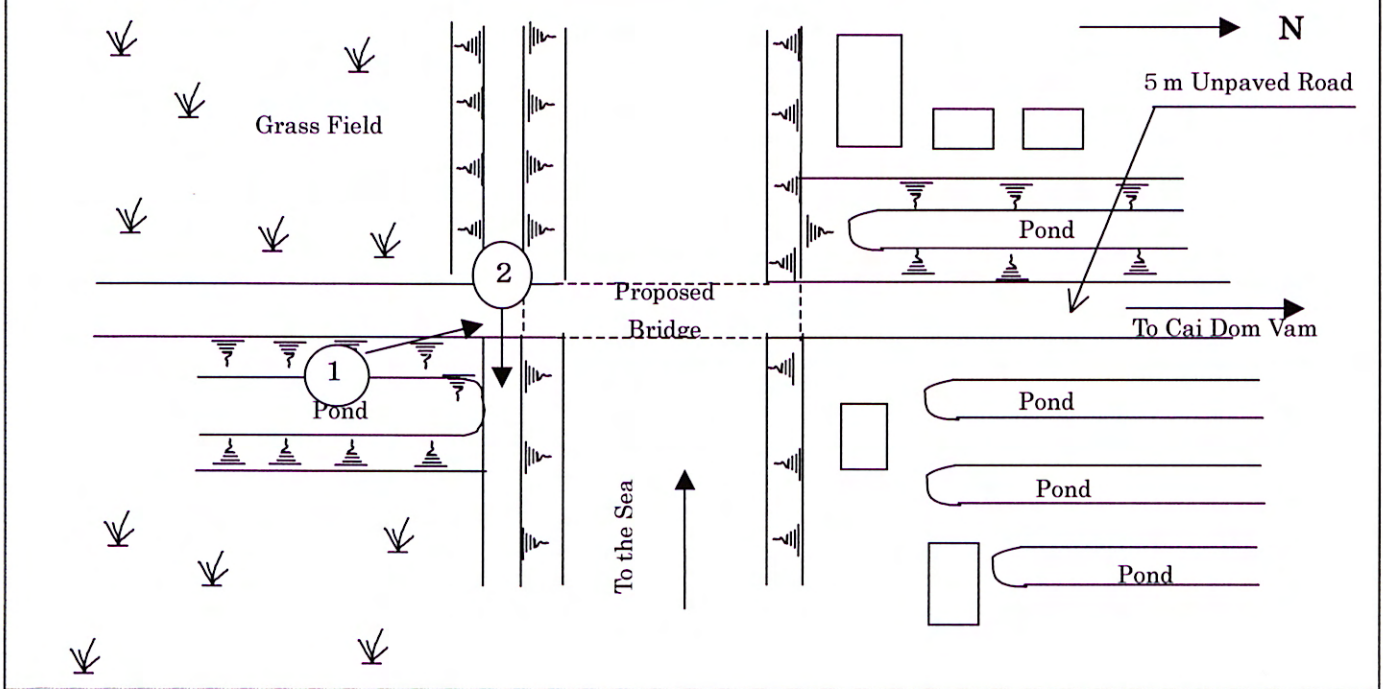 N
5 m Unpaved Road
Grass Field
Pond
2
Proposed
Bridge
To Cai Dom Vam
1
Pond
Pond
To the Sea
Pond
Pond